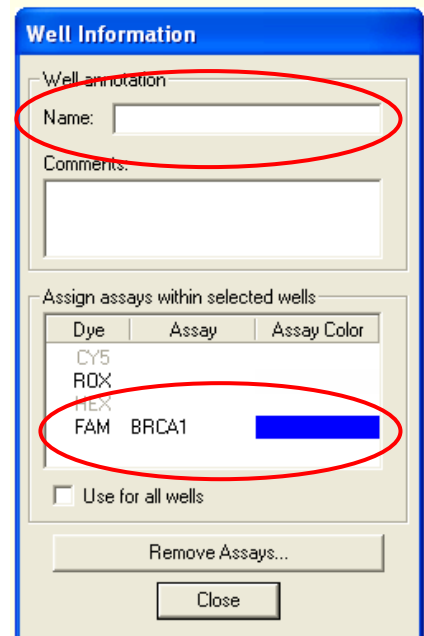 Well Information
Well annotation
Name:
Comments:
Assign assays within selected wells
Dye Assay Assay Color
CY5
ROX
HEX
FAM BRCA1
Use for all wells
Remove Assays...
Close